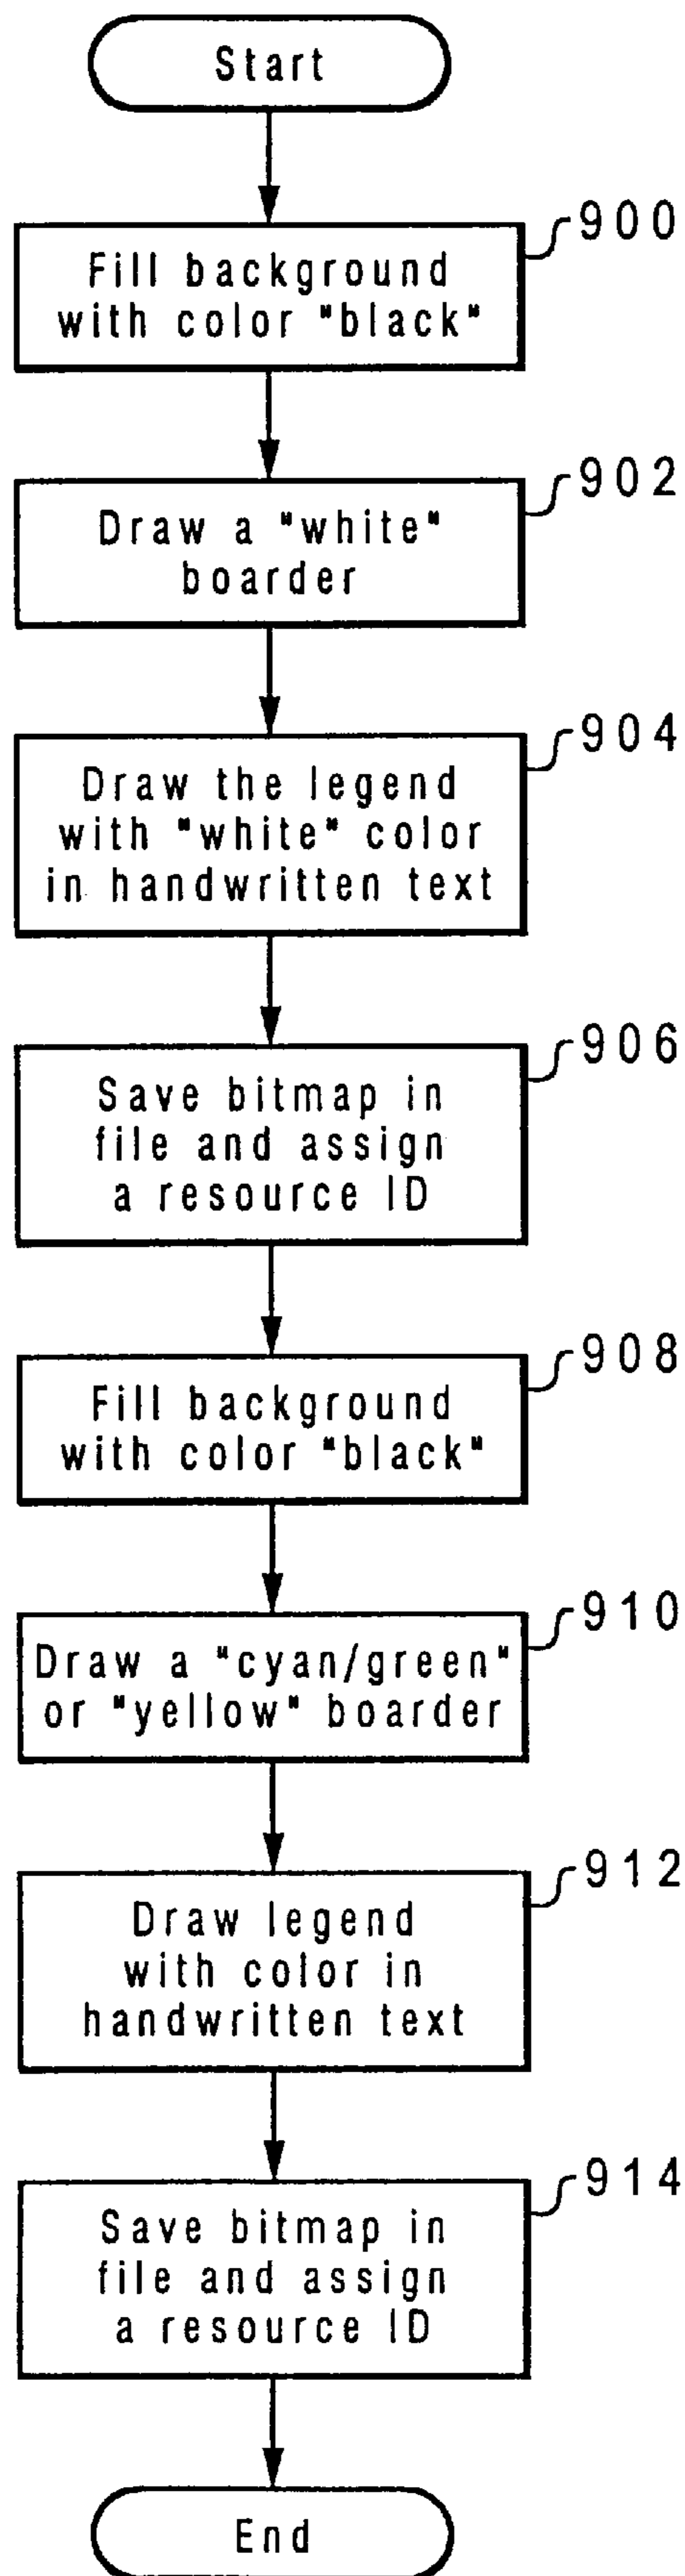 Start
900
Fill background
with color "black"
902
Draw a "white"
boarder
904
Draw the legend
with "white" color
in handwritten text
906
Save bitmap in
file and assign
a resource ID
908
Fill background
with color "black"
910
Draw a "cyan/green"
or "yellow" boarder
912
Draw legend
with color in
handwritten text
914
Save bitmap in
file and assign
a resource ID
End